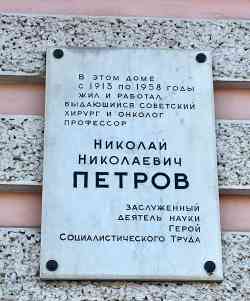 В ЭТОМ ДОМЕ
С 1913 ПО 1958 ГОДЫ
ЖИЛ И РАБОТАЛ
ВЫДАЮЩИЙСЯ СОВЕТСКИЙ
ХИРУРГ И ОНКОЛОГ
ПРОФЕССОР
НИКОЛАЙ
НИКОЛАЕВИЧ
ПЕТРОВ
ЗАСЛУЖЕННЫЙ
ДЕЯТЕЛЬ НАУКИ
ГЕРОЙ
СОЦИАЛИСТИЧЕСКОГО ТРУДА